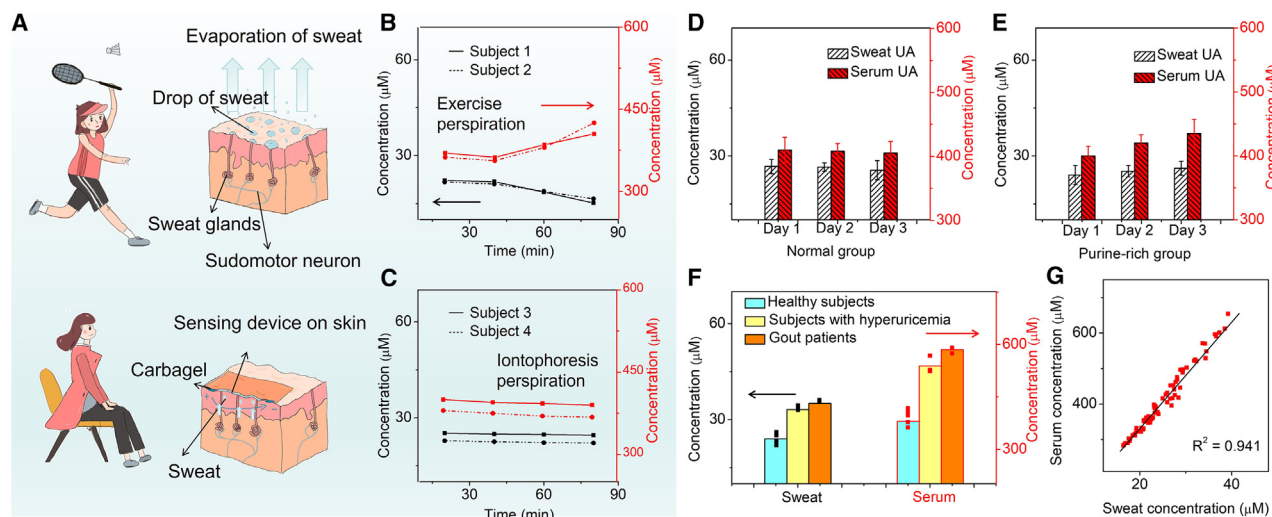 A
Evaporation of sweat
Drop of sweat
Sweat glands
Sudomotor neuron
Sensing device on skin
Carbagel
Sweat
B
Concentration (μM)
60
30
Subject 1
Subject 2
Exercise
perspiration
600
450
300
Concentration (μM)
0
30
60
90
Time (min)
C
Concentration (μM)
60
30
Subject 3
Subject 4
Iontophoresis
perspiration
600
450
300
Concentration (μM)
0
30
60
90
Time (min)
D
Concentration (μM)
60
30
Sweat UA
Serum UA
600
500
400
300
Concentration (μM)
Day 1
Day 2
Day 3
Normal group
E
Concentration (μM)
60
30
Sweat UA
Serum UA
600
500
400
300
Concentration (μM)
Day 1
Day 2
Day 3
Purine-rich group
F
Concentration (μM)
60
30
Healthy subjects
Subjects with hyperuricemia
Gout patients
600
300
Concentration (μM)
Sweat
Serum
G
Serum concentration (μM)
600
400
R² = 0.941
20
40
Sweat concentration (μM)